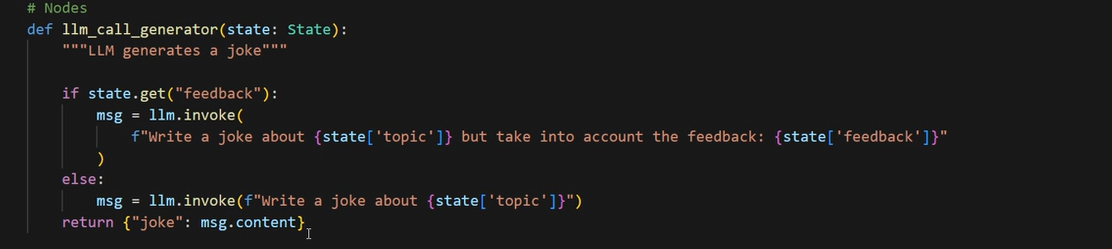 # Nodes
def llm_call_generator(state: State):
    """LLM generates a joke"""

    if state.get("feedback"):
        msg = llm.invoke(
            f"Write a joke about {state['topic']} but take into account the feedback: {state['feedback']}"
        )
    else:
        msg = llm.invoke(f"Write a joke about {state['topic']}")
    return {"joke": msg.content}